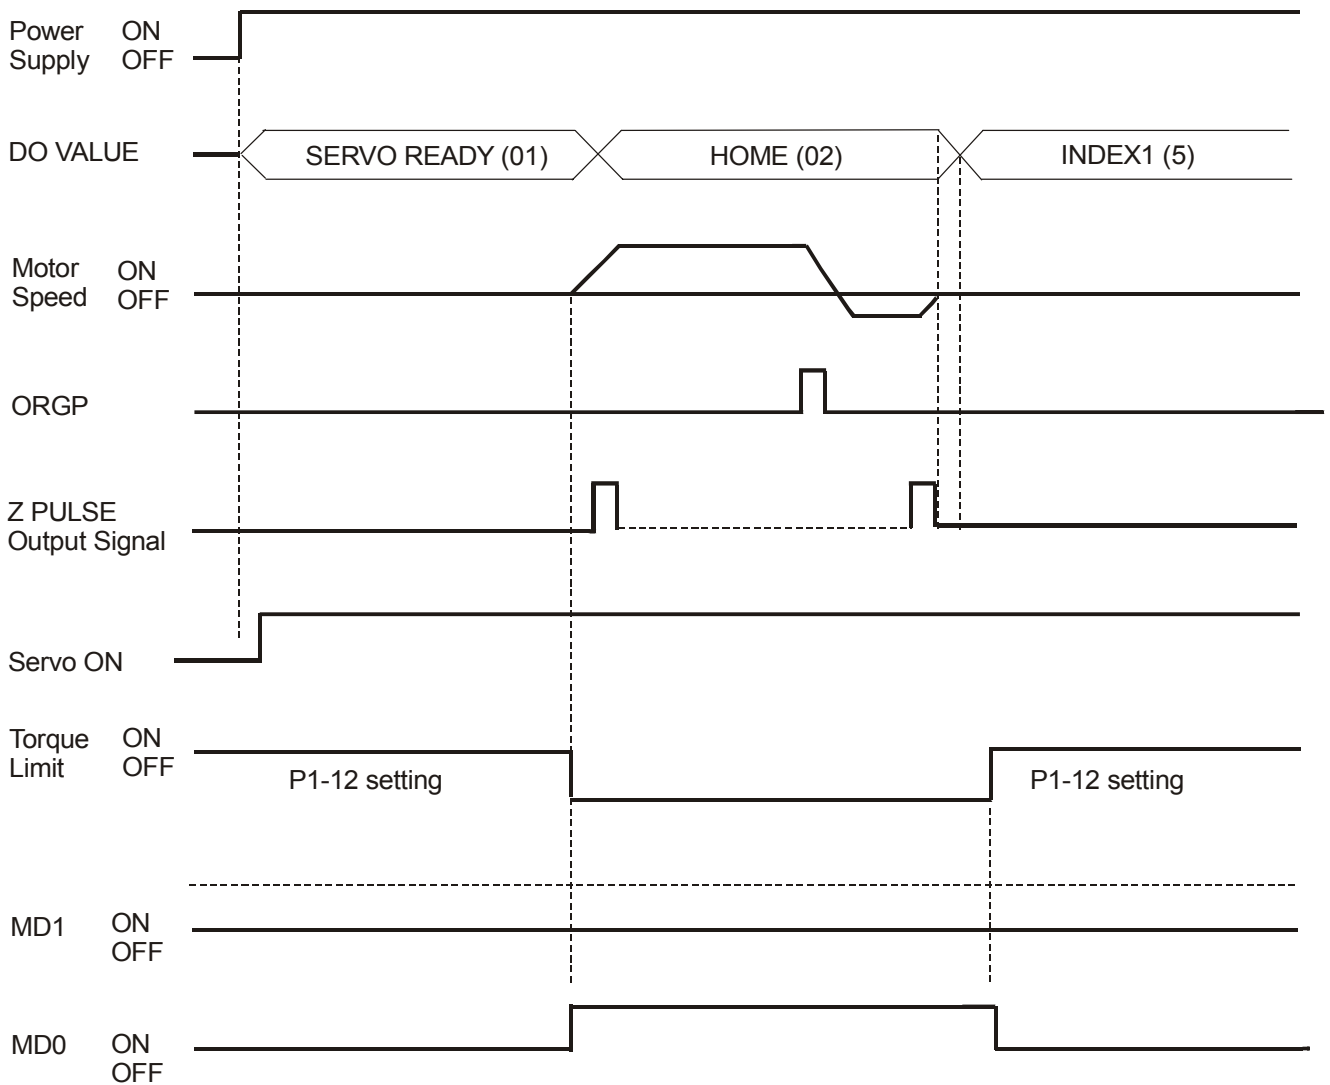 Power ON
Supply OFF
DO VALUE
SERVO READY (01)
HOME (02)
INDEX1 (5)
Motor ON
Speed OFF
ORGP
Z PULSE
Output Signal
Servo ON
Torque ON
Limit OFF
P1-12 setting
P1-12 setting
MD1 ON
OFF
MD0 ON
OFF